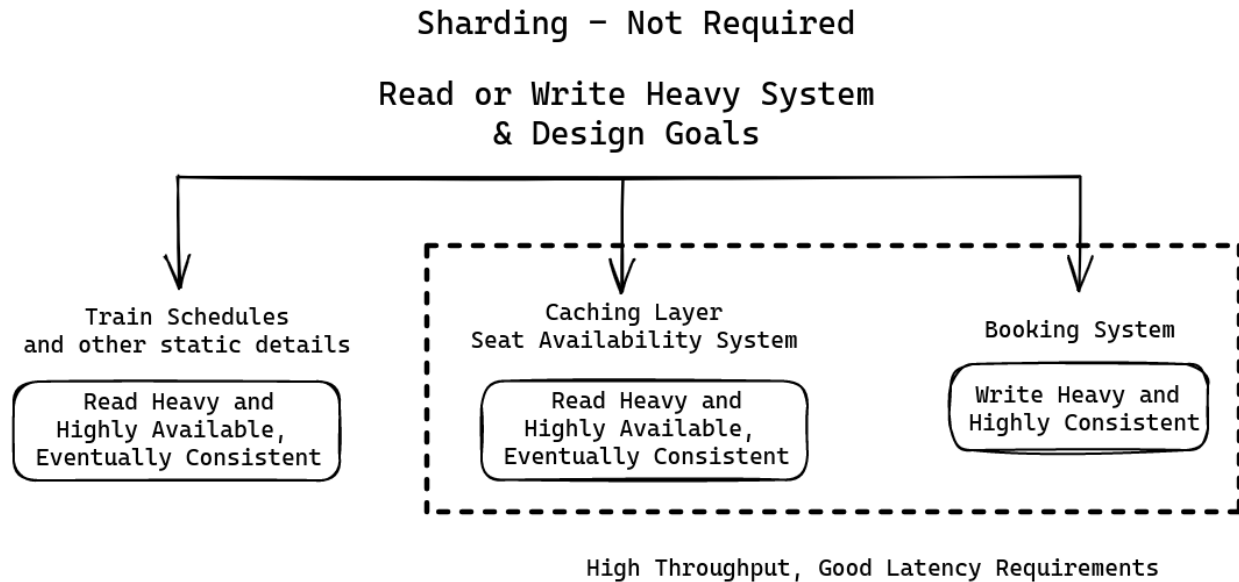 Sharding – Not Required
Read or Write Heavy System
& Design Goals
Train Schedules
and other static details
Read Heavy and
Highly Available,
Eventually Consistent
Caching Layer
Seat Availability System
Read Heavy and
Highly Available,
Eventually Consistent
Booking System
Write Heavy and
Highly Consistent
High Throughput, Good Latency Requirements